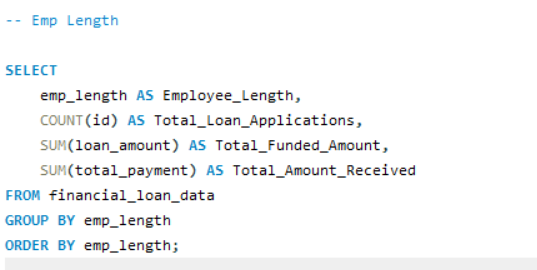 -- Emp Length
SELECT
emp_length AS Employee_Length,
COUNT(id) AS Total_Loan_Applications,
SUM(loan_amount) AS Total_Funded_Amount,
SUM(total_payment) AS Total_Amount_Received
FROM financial_loan_data
GROUP BY emp_length
ORDER BY emp_length;